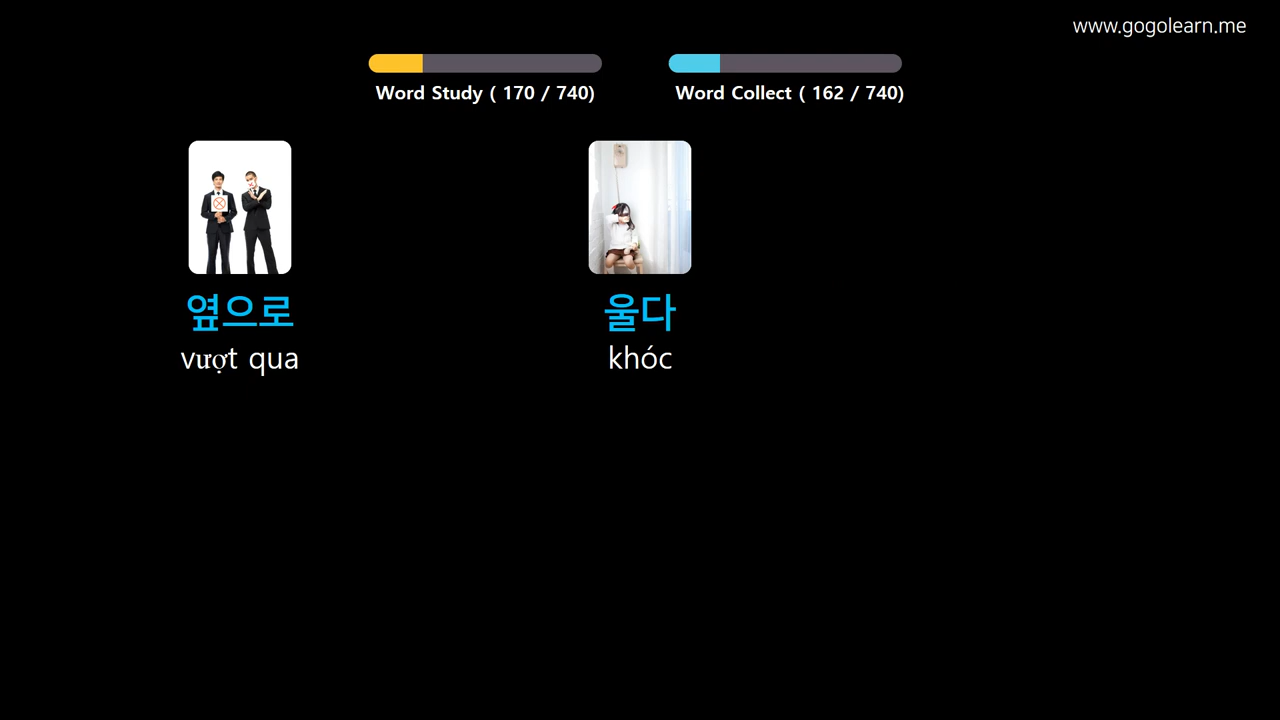 www.gogolearn.me
Word Study ( 170 / 740)
Word Collect ( 162 / 740)
옆으로
vượt qua
울다
khóc